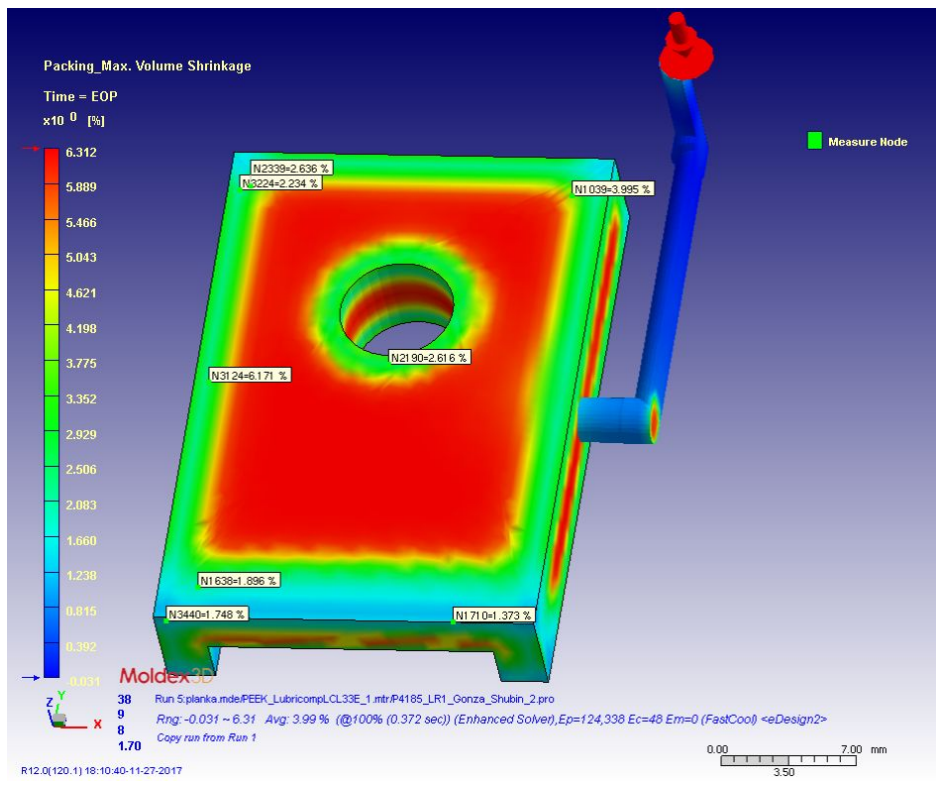 Packing_Max. Volume Shrinkage
Time = EOP
x10 0 [%]
6.312
5.889
5.466
5.043
4.621
4.198
3.775
3.352
2.929
2.506
2.083
1.660
1.238
0.815
0.392
-0.031
Measure Node
N2339=2.636 %
N3224=2.234 %
N1039=3.995 %
N2190=2.616 %
N3124=6.171 %
N1638=1.896 %
N3440=1.748 %
N1710=1.373 %
Moldex3D
Z Y X
38
9
8
1.70
Run 5:planka.mde/PEEK_LubricompLCL33E_1.mtr/P4185_LR1_Gonza_Shubin_2.pro
Rng: -0.031 ~ 6.31 Avg: 3.99 % (@100% (0.372 sec)) (Enhanced Solver),Ep=124,338 Ec=48 Em=0 (FastCool) <eDesign2>
Copy run from Run 1
0.00 7.00 mm
3.50
R12.0(120.1) 18:10:40-11-27-2017